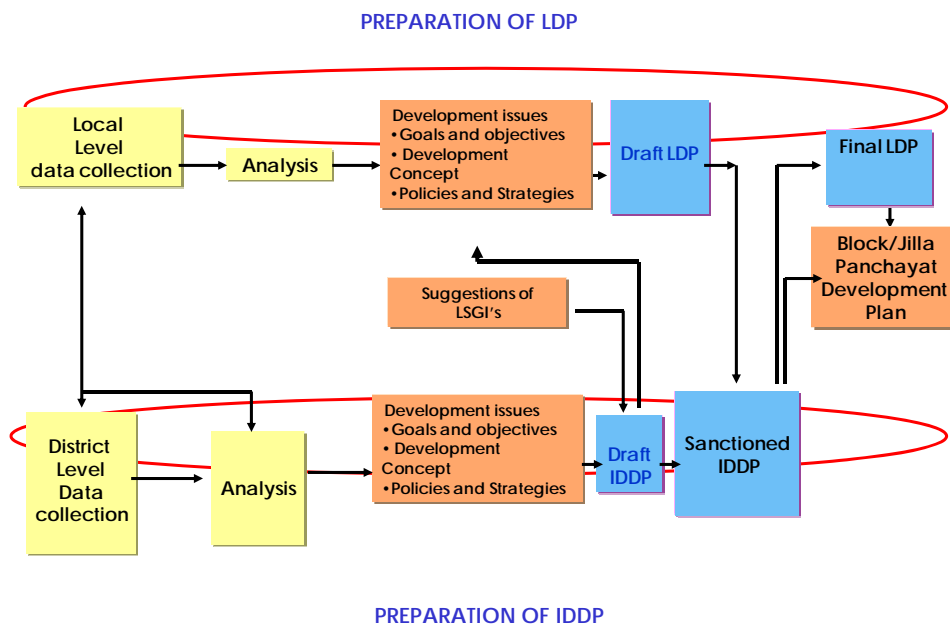 PREPARATION OF LDP
Local
Level
data collection
Analysis
Development issues
•Goals and objectives
• Development
Concept
•Policies and Strategies
Draft LDP
Final LDP
Block/Jilla
Panchayat
Development
Plan
Suggestions of
LSGI's
District
Level
Data
collection
Analysis
Development issues
• Goals and objectives
• Development
Concept
•Policies and Strategies
Draft
IDDP
Sanctioned
IDDP
PREPARATION OF IDDP